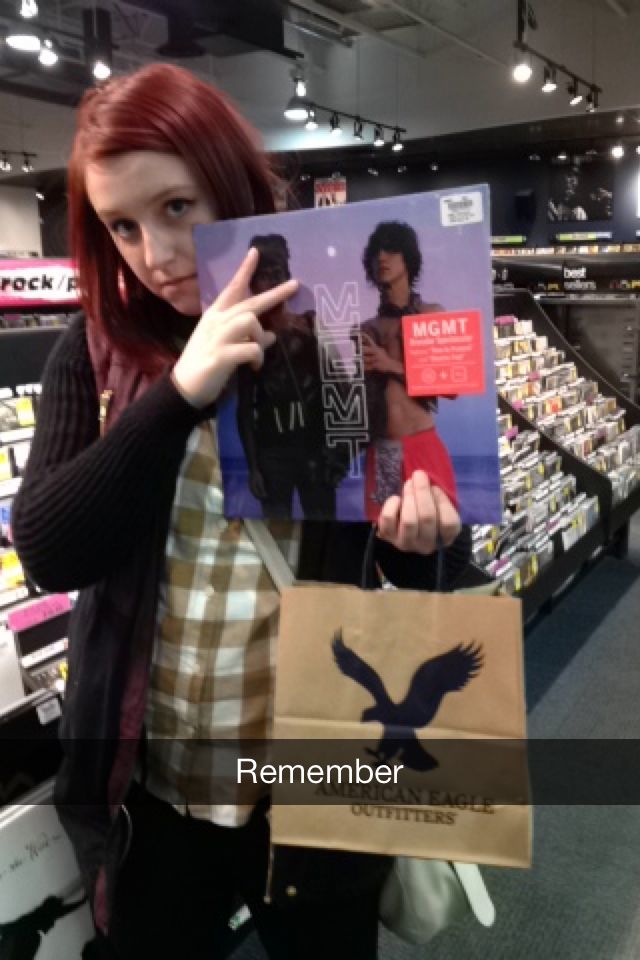 rock/p
best
sellers
MGMT
MGMT
Oracular Spectacular
Remember
AMERICAN EAGLE
OUTFITTERS